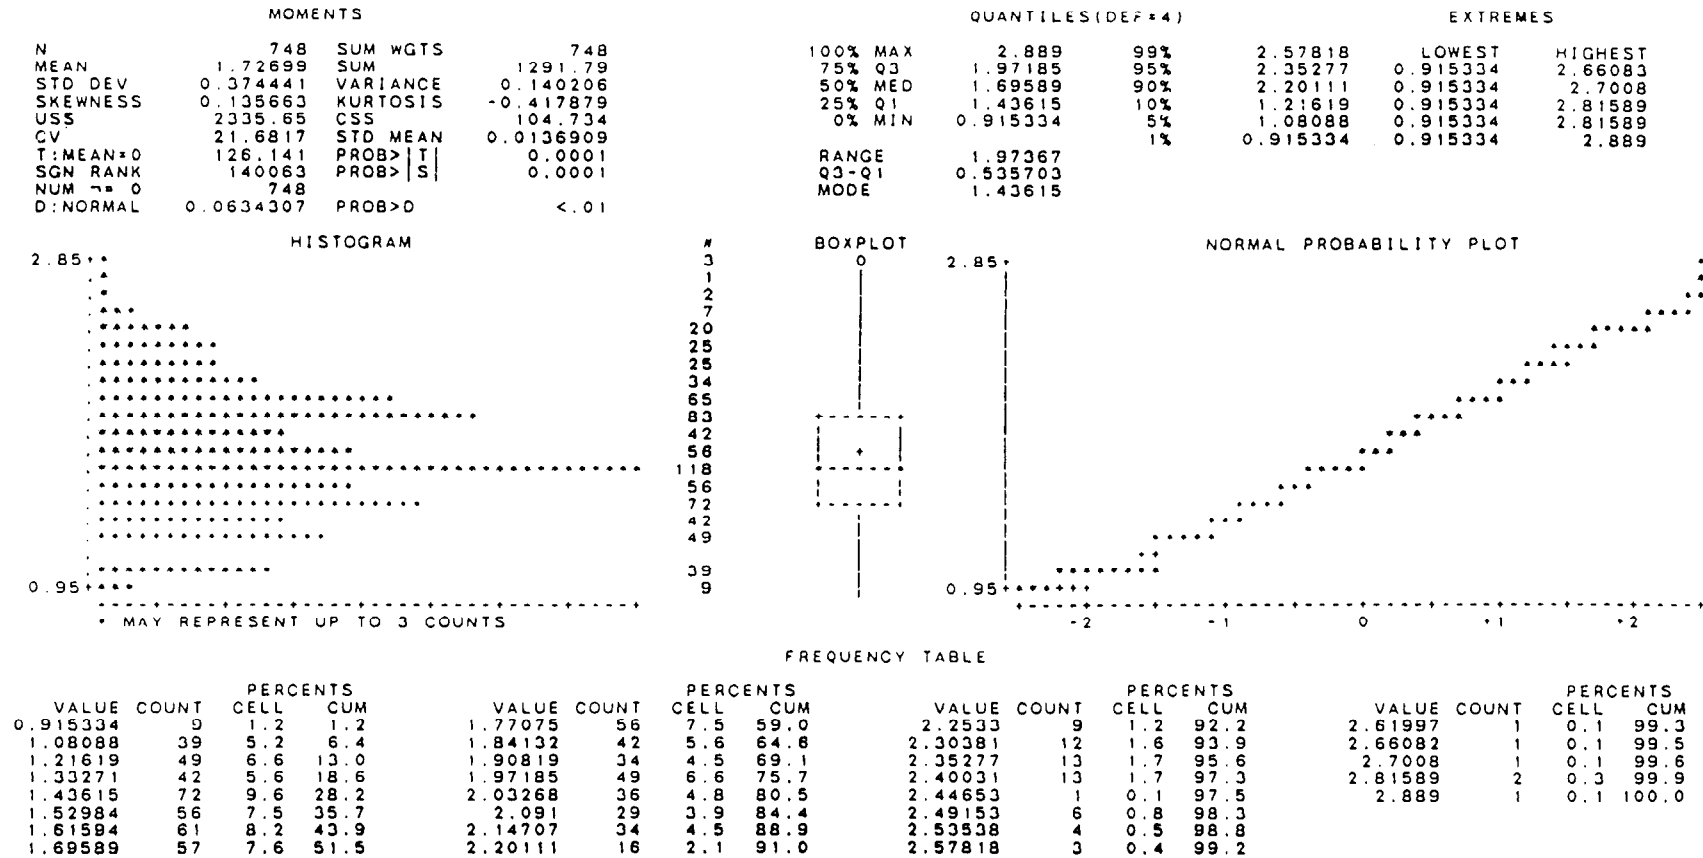 MOMENTS
N 748 SUM WGTS 748
MEAN 1.72699 SUM 1291.79
STD DEV 0.374441 VARIANCE 0.140206
SKEWNESS 0.135663 KURTOSIS -0.417879
USS 2335.65 CSS 104.734
CV 21.6817 STD MEAN 0.0136909
T:MEAN=0 126.141 PROB>|T| 0.0001
SGN RANK 140063 PROB>|S| 0.0001
NUM ¬= 0 748
D:NORMAL 0.0634307 PROB>D <.01
QUANTILES(DEF=4)
100% MAX 2.889 99% 2.57818
75% Q3 1.97185 95% 2.35277
50% MED 1.69589 90% 2.20111
25% Q1 1.43615 10% 1.21619
0% MIN 0.915334 5% 1.08088
1% 0.915334
RANGE 1.97367
Q3-Q1 0.535703
MODE 1.43615
EXTREMES
LOWEST HIGHEST
0.915334 2.66083
0.915334 2.7008
0.915334 2.81589
0.915334 2.81589
0.915334 2.889
HISTOGRAM # BOXPLOT NORMAL PROBABILITY PLOT
2.85 3 0 2.85
1
2
7
20
25
25
34
65
83
42
56
118
56
72
42
49
39
0.95 9 0.95
* MAY REPRESENT UP TO 3 COUNTS
-2 -1 0 +1 +2
FREQUENCY TABLE
PERCENTS PERCENTS PERCENTS PERCENTS
VALUE COUNT CELL CUM VALUE COUNT CELL CUM VALUE COUNT CELL CUM VALUE COUNT CELL CUM
0.915334 9 1.2 1.2 1.77075 56 7.5 59.0 2.2533 9 1.2 92.2 2.61997 1 0.1 99.3
1.08088 39 5.2 6.4 1.84132 42 5.6 64.6 2.30381 12 1.6 93.9 2.66082 1 0.1 99.5
1.21619 49 6.6 13.0 1.90819 34 4.5 69.1 2.35277 13 1.7 95.6 2.7008 1 0.1 99.6
1.33271 42 5.6 18.6 1.97185 49 6.6 75.7 2.40031 13 1.7 97.3 2.81589 2 0.3 99.9
1.43615 72 9.6 28.2 2.03268 36 4.8 80.5 2.44653 1 0.1 97.5 2.889 1 0.1 100.0
1.52984 56 7.5 35.7 2.091 29 3.9 84.4 2.49153 6 0.8 98.3
1.61594 61 8.2 43.9 2.14707 34 4.5 88.9 2.53538 4 0.5 98.8
1.69589 57 7.6 51.5 2.20111 16 2.1 91.0 2.57818 3 0.4 99.2